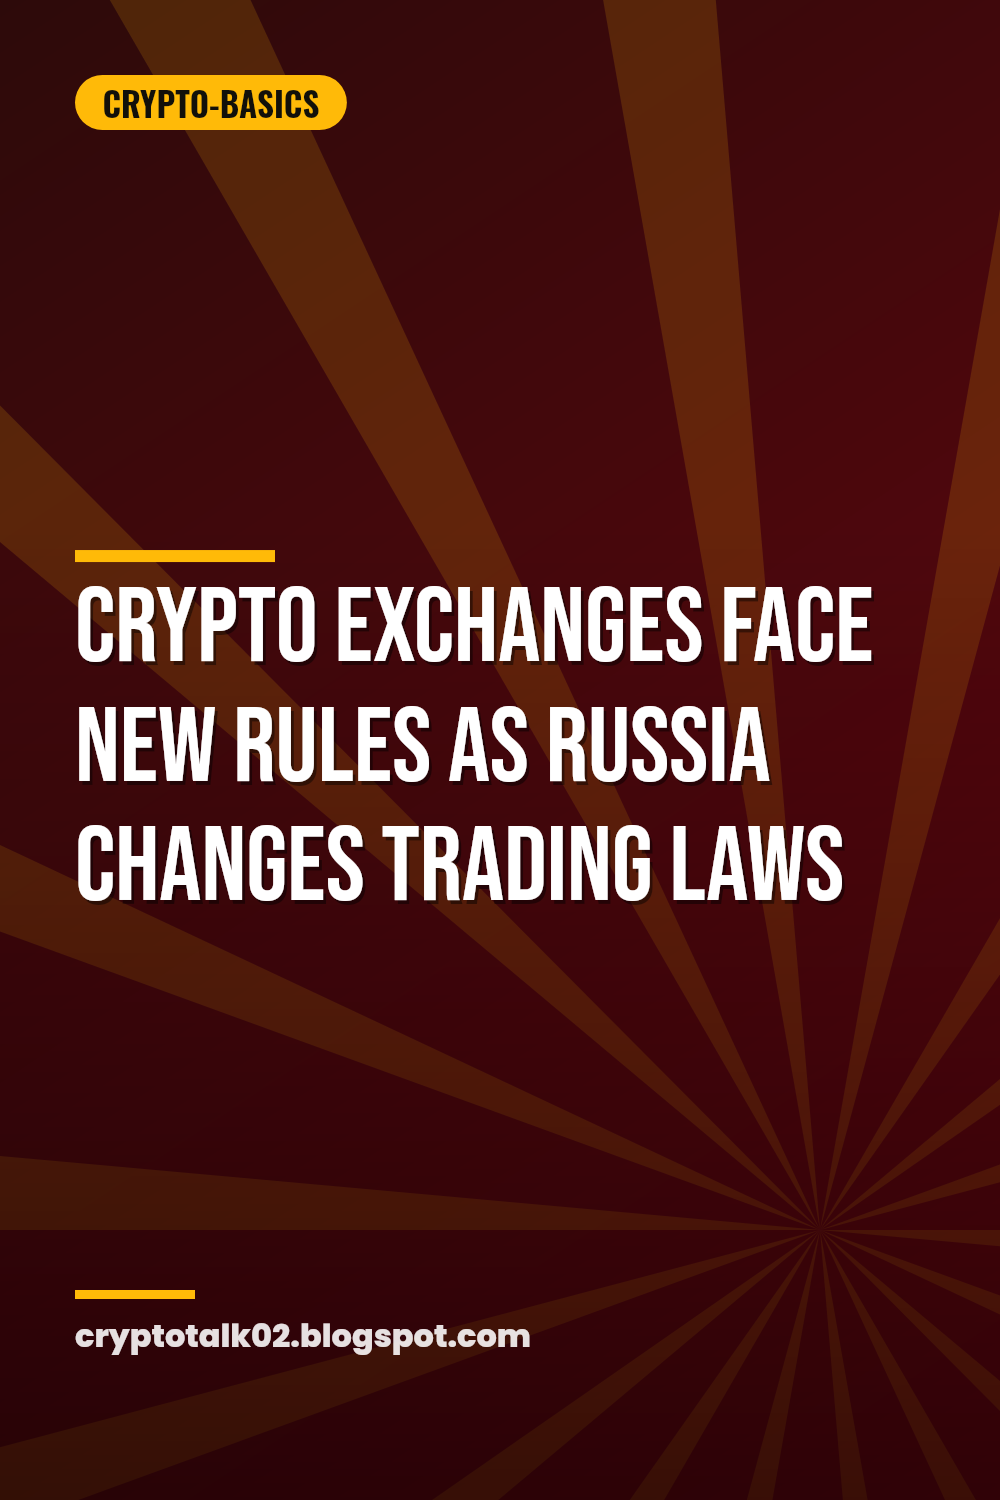 CRYPTO-BASICS
CRYPTO EXCHANGES FACE
NEW RULES AS RUSSIA
CHANGES TRADING LAWS
cryptotalk02.blogspot.com